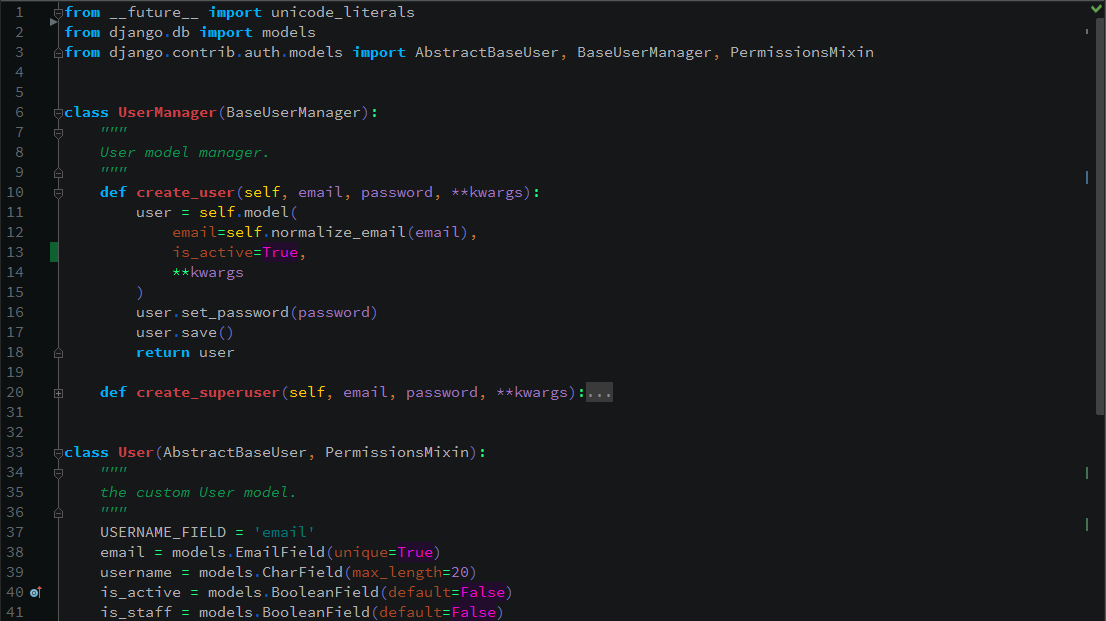 1 from __future__ import unicode_literals
2 from django.db import models
3 from django.contrib.auth.models import AbstractBaseUser, BaseUserManager, PermissionsMixin
4
5
6 class UserManager(BaseUserManager):
7     """
8     User model manager.
9     """
10     def create_user(self, email, password, **kwargs):
11         user = self.model(
12             email=self.normalize_email(email),
13             is_active=True,
14             **kwargs
15         )
16         user.set_password(password)
17         user.save()
18         return user
19
20     def create_superuser(self, email, password, **kwargs):...
31
32
33 class User(AbstractBaseUser, PermissionsMixin):
34     """
35     the custom User model.
36     """
37     USERNAME_FIELD = 'email'
38     email = models.EmailField(unique=True)
39     username = models.CharField(max_length=20)
40     is_active = models.BooleanField(default=False)
41     is_staff = models.BooleanField(default=False)